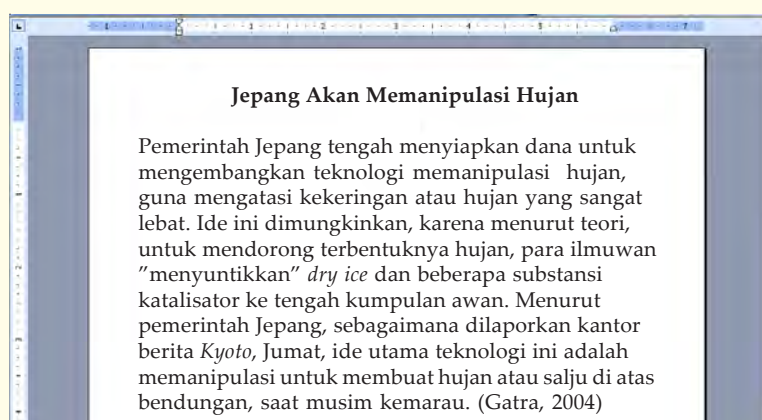 Jepang Akan Memanipulasi Hujan
Pemerintah Jepang tengah menyiapkan dana untuk
mengembangkan teknologi memanipulasi hujan,
guna mengatasi kekeringan atau hujan yang sangat
lebat. Ide ini dimungkinkan, karena menurut teori,
untuk mendorong terbentuknya hujan, para ilmuwan
”menyuntikkan” dry ice dan beberapa substansi
katalisator ke tengah kumpulan awan. Menurut
pemerintah Jepang, sebagaimana dilaporkan kantor
berita Kyoto, Jumat, ide utama teknologi ini adalah
memanipulasi untuk membuat hujan atau salju di atas
bendungan, saat musim kemarau. (Gatra, 2004)